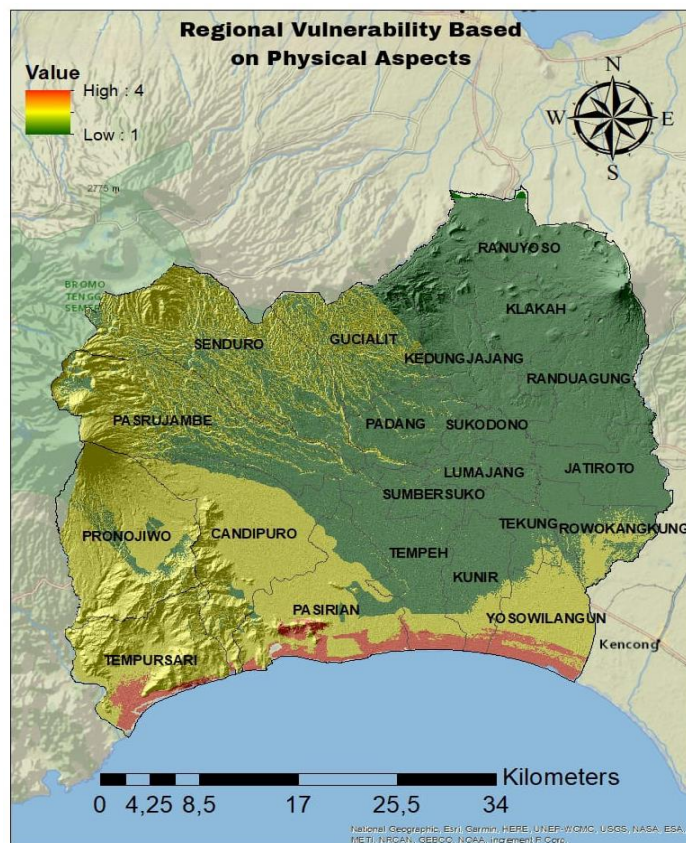 Regional Vulnerability Based
on Physical Aspects
Value
High : 4
Low : 1
N
W
E
S
2775 m
BROMO
TENGG
SEME
RANUYOSO
KLAKAH
SENDURO
GUCIALIT
KEDUNGJAJANG
RANDUAGUNG
PASRUJAMBE
PADANG
SUKODONO
LUMAJANG
JATIROTO
SUMBERSUKO
PRONOJIWO
CANDIPURO
TEKUNG
ROWOKANGKUNG
TEMPEH
KUNIR
PASIRIAN
YOSOWILANGUN
TEMPURSARI
Kencong
Kilometers
0 4,25 8,5 17 25,5 34
National Geographic, Esri, Garmin, HERE, UNEP-WCMC, USGS, NASA, ESA,
METI, NRCAN, GEBCO, NOAA, increment P Corp.